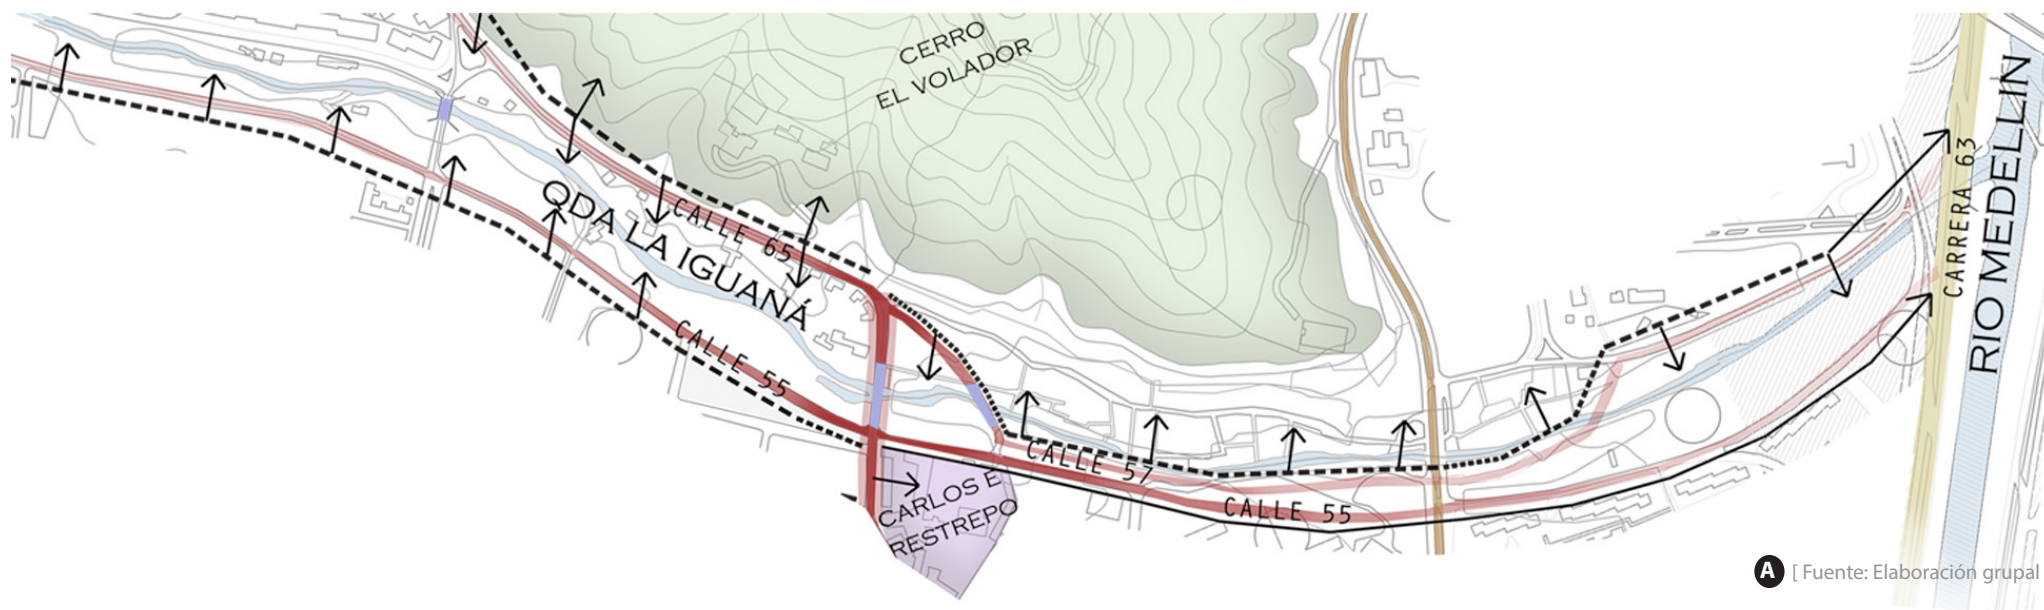 CERRO
EL VOLADOR
QDA LA IGUANÁ
CALLE 65
CALLE 55
CARLOS E
RESTREPO
CALLE 57
CALLE 55
CARRERA 63
RIO MEDELLIN
A [ Fuente: Elaboración grupal